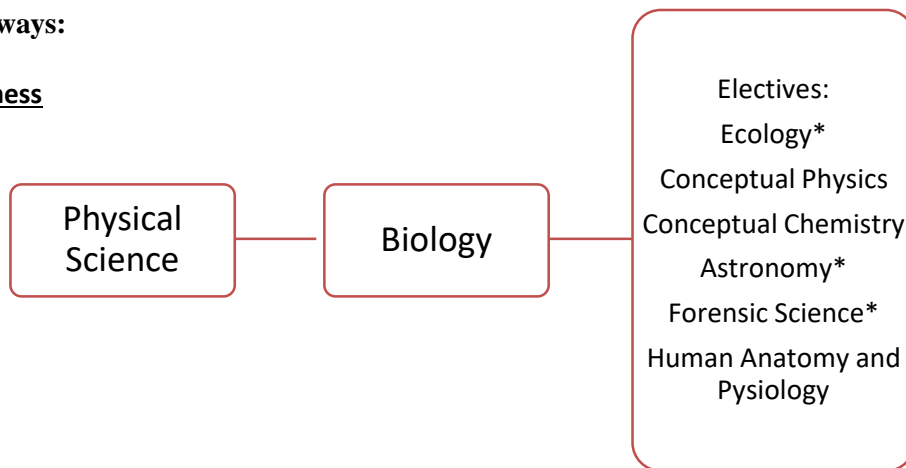 ways:
ness
Physical
Science
Biology
Electives:
Ecology*
Conceptual Physics
Conceptual Chemistry
Astronomy*
Forensic Science*
Human Anatomy and
Pysiology